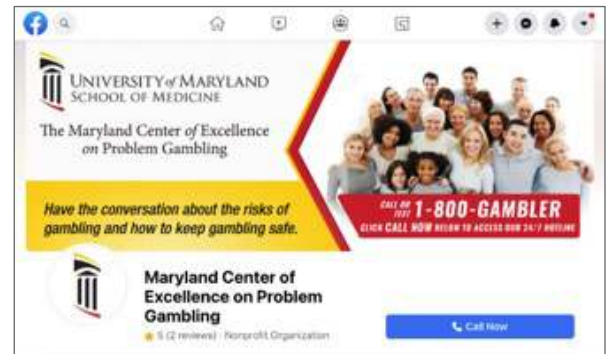 UNIVERSITY of MARYLAND
SCHOOL OF MEDICINE
The Maryland Center of Excellence
on Problem Gambling
Have the conversation about the risks of
gambling and how to keep gambling safe.
CALL OR
TEXT 1-800-GAMBLER
CLICK CALL NOW BELOW TO ACCESS OUR 24/7 HOTLINE
Maryland Center of
Excellence on Problem
Gambling
5 (2 reviews) · Nonprofit Organization
Call Now